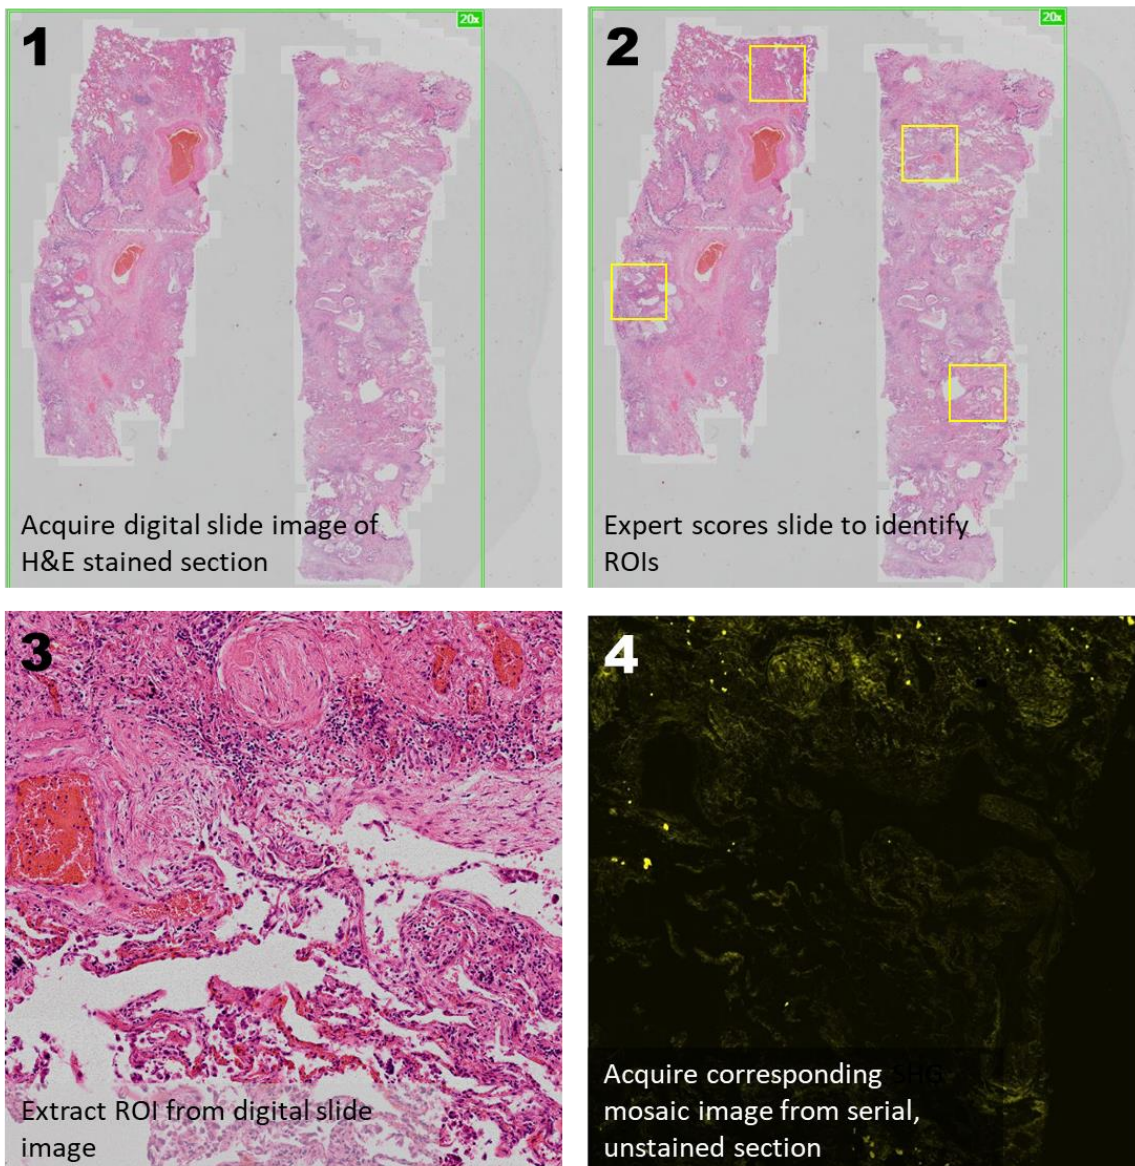 1
20x
Acquire digital slide image of
H&E stained section
2
20x
Expert scores slide to identify
ROIs
3
Extract ROI from digital slide
image
4
SHG
Acquire corresponding
mosaic image from serial,
unstained section